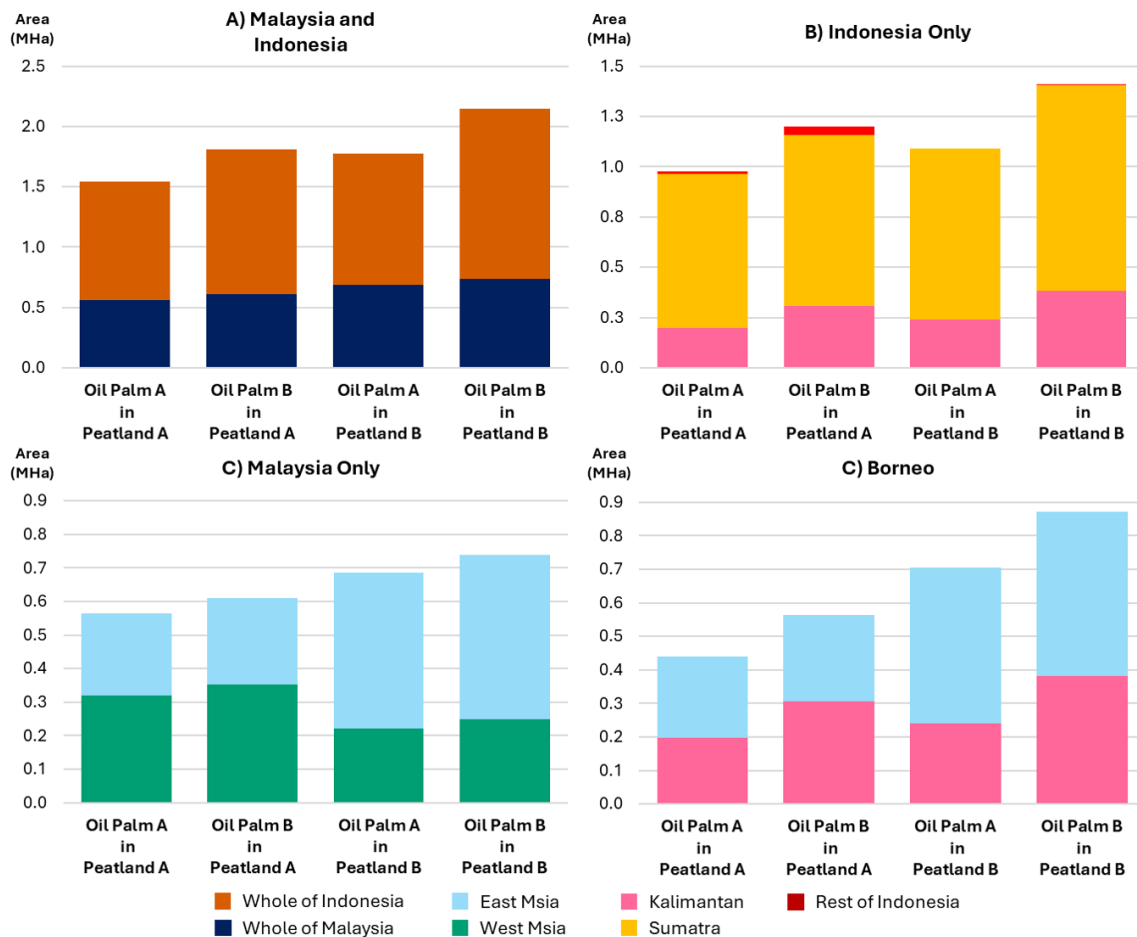 Area
(MHa)
A) Malaysia and
Indonesia
2.5
2.0
1.5
1.0
0.5
0.0
Oil Palm A
in
Peatland A
Oil Palm B
in
Peatland A
Oil Palm A
in
Peatland B
Oil Palm B
in
Peatland B
Area
(MHa)
B) Indonesia Only
1.5
1.3
1.0
0.8
0.5
0.3
0.0
Oil Palm A
in
Peatland A
Oil Palm B
in
Peatland A
Oil Palm A
in
Peatland B
Oil Palm B
in
Peatland B
Area
(MHa)
C) Malaysia Only
0.9
0.8
0.7
0.6
0.5
0.4
0.3
0.2
0.1
0.0
Oil Palm A
in
Peatland A
Oil Palm B
in
Peatland A
Oil Palm A
in
Peatland B
Oil Palm B
in
Peatland B
Area
(MHa)
C) Borneo
0.9
0.8
0.7
0.6
0.5
0.4
0.3
0.2
0.1
0.0
Oil Palm A
in
Peatland A
Oil Palm B
in
Peatland A
Oil Palm A
in
Peatland B
Oil Palm B
in
Peatland B
Whole of Indonesia
East Msia
Kalimantan
Rest of Indonesia
Whole of Malaysia
West Msia
Sumatra